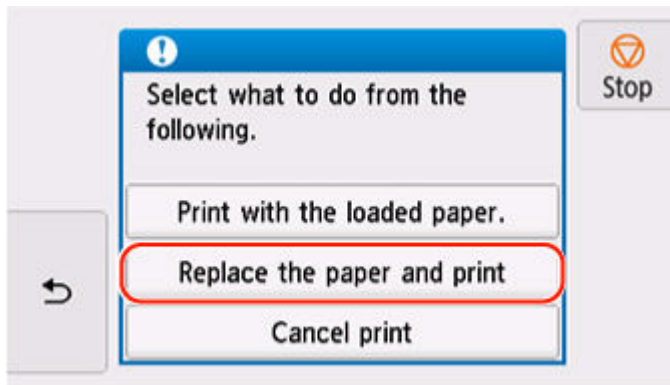 Select what to do from the
following.
Stop
Print with the loaded paper.
Replace the paper and print
Cancel print